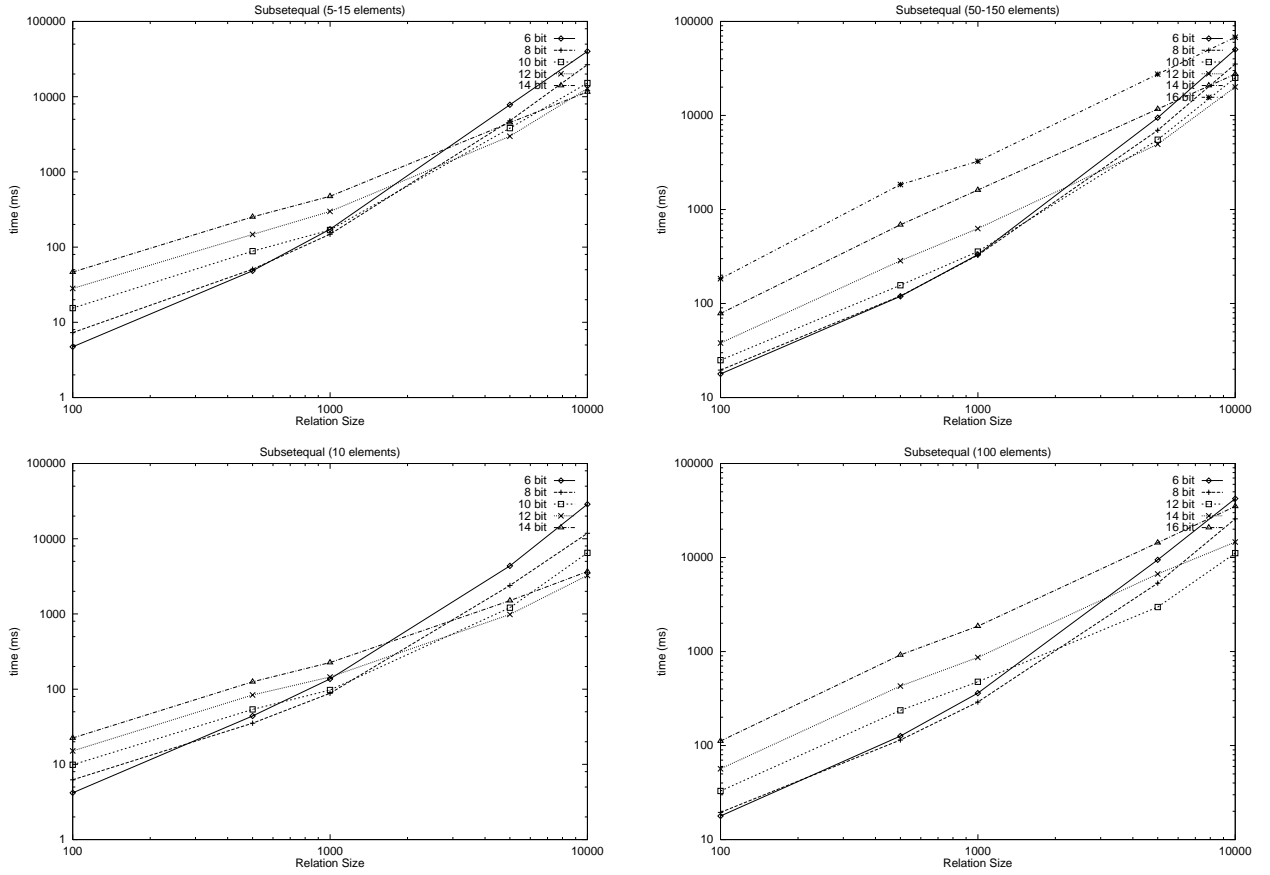 Subsetequal (5-15 elements)
100000
10000
1000
100
10
1
time (ms)
6 bit
8 bit
10 bit
12 bit
14 bit
100
1000
10000
Relation Size
Subsetequal (50-150 elements)
100000
10000
1000
100
10
time (ms)
6 bit
8 bit
10 bit
12 bit
14 bit
16 bit
100
1000
10000
Relation Size
Subsetequal (10 elements)
100000
10000
1000
100
10
1
time (ms)
6 bit
8 bit
10 bit
12 bit
14 bit
100
1000
10000
Relation Size
Subsetequal (100 elements)
100000
10000
1000
100
10
time (ms)
6 bit
8 bit
12 bit
14 bit
16 bit
100
1000
10000
Relation Size